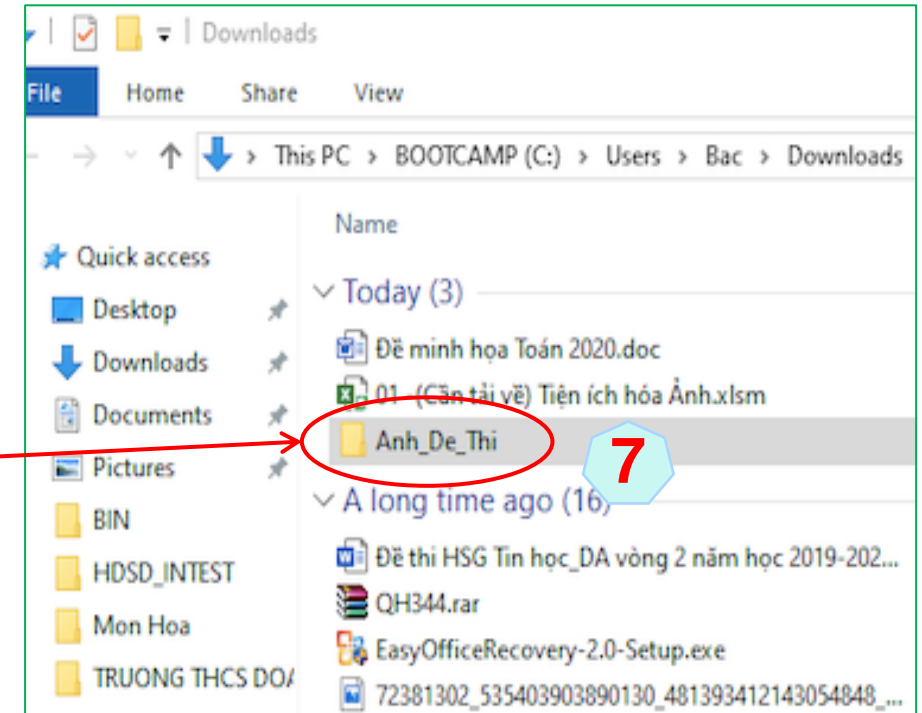 Downloads
File Home Share View
This PC > BOOTCAMP (C:) > Users > Bac > Downloads
Name
Quick access
Desktop
Downloads
Documents
Pictures
BIN
HDSD_INTEST
Mon Hoa
TRUONG THCS DOA
Today (3)
Đề minh họa Toán 2020.doc
01 -(Cần tải về) Tiện ích hóa Ảnh.xlsm
Anh_De_Thi
7
A long time ago (16)
Đề thi HSG Tin học_DA vòng 2 năm học 2019-202...
QH344.rar
EasyOfficeRecovery-2.0-Setup.exe
72381302_535403903890130_481393412143054848_...